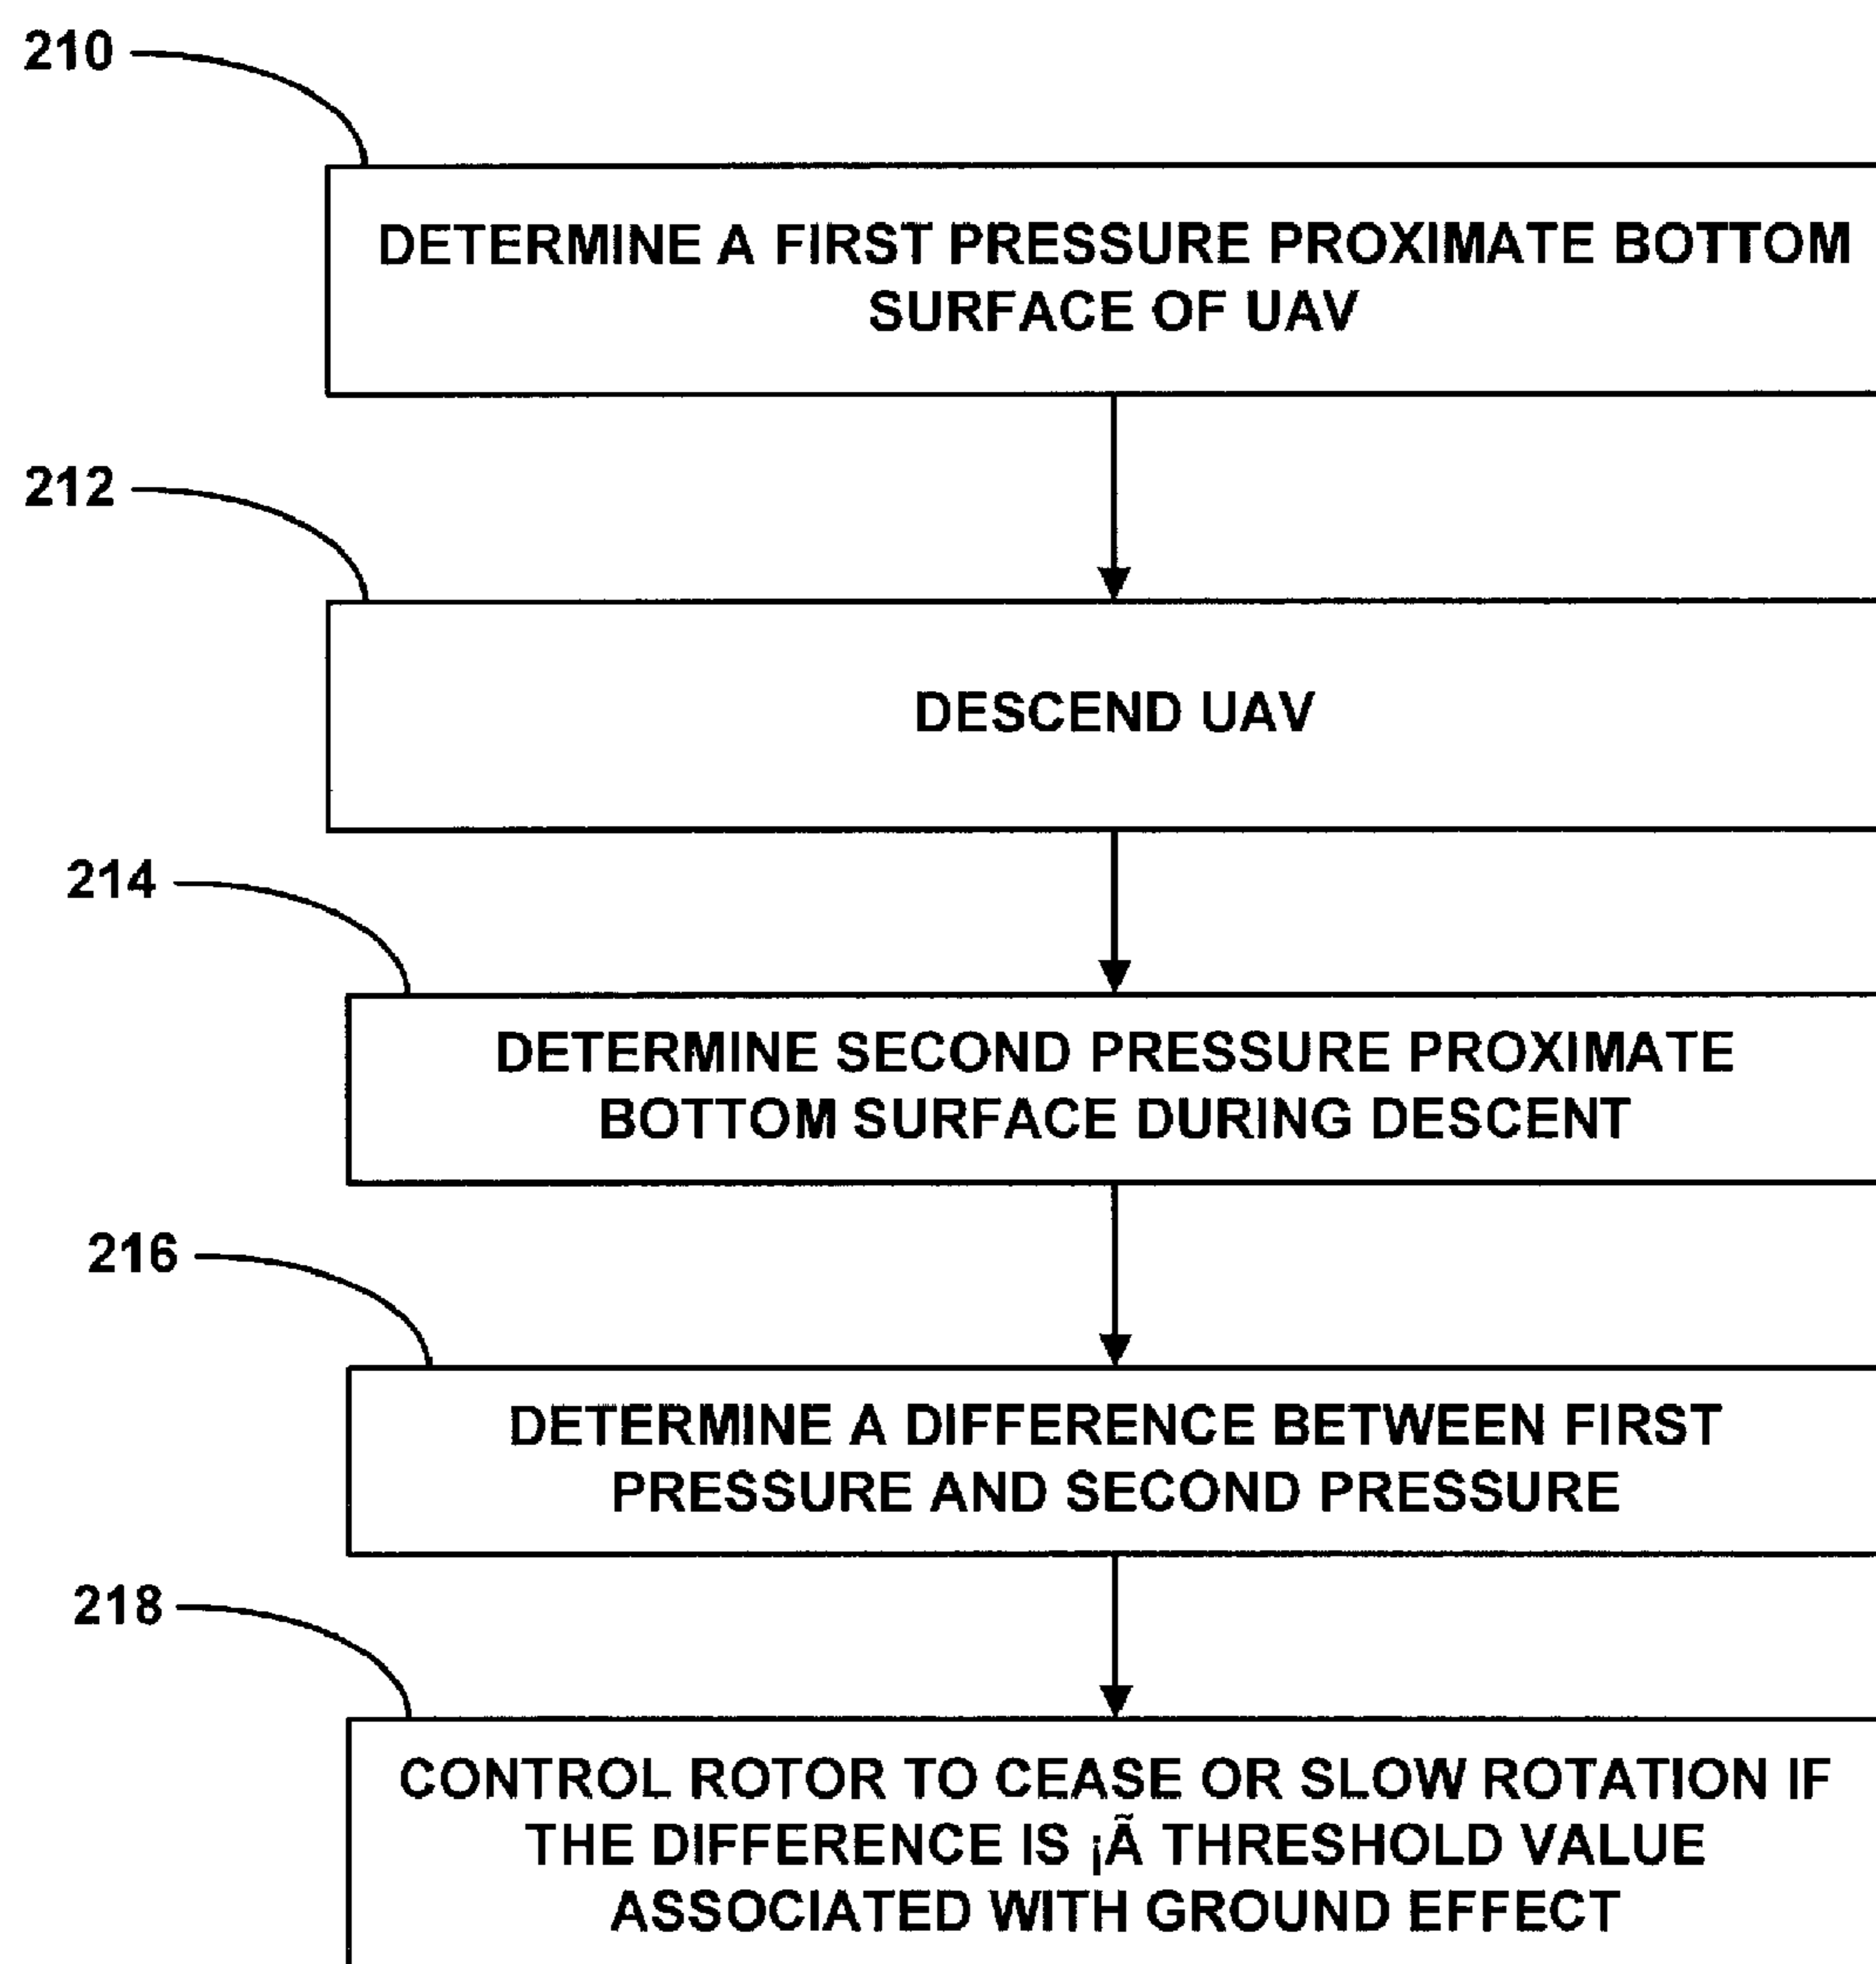 210
DETERMINE A FIRST PRESSURE PROXIMATE BOTTOM
SURFACE OF UAV
212
DESCEND UAV
214
DETERMINE SECOND PRESSURE PROXIMATE
BOTTOM SURFACE DURING DESCENT
216
DETERMINE A DIFFERENCE BETWEEN FIRST
PRESSURE AND SECOND PRESSURE
218
CONTROL ROTOR TO CEASE OR SLOW ROTATION IF
THE DIFFERENCE IS ¡Ã THRESHOLD VALUE
ASSOCIATED WITH GROUND EFFECT